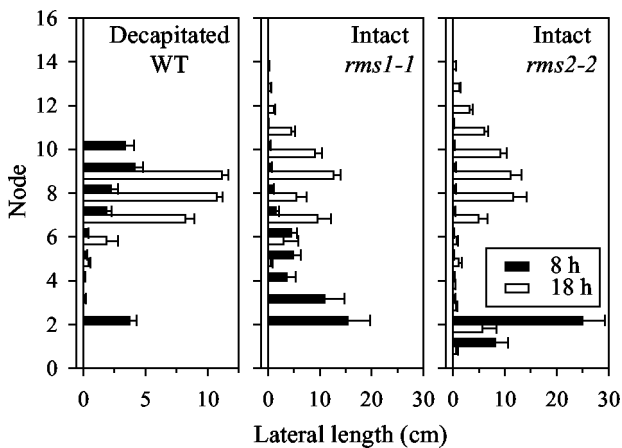 16
14
12
10
8
6
4
2
0
Node
Decapitated
WT
Intact
rms1-1
Intact
rms2-2
8 h
18 h
0 5 10
0 10 20 30
0 10 20 30
Lateral length (cm)